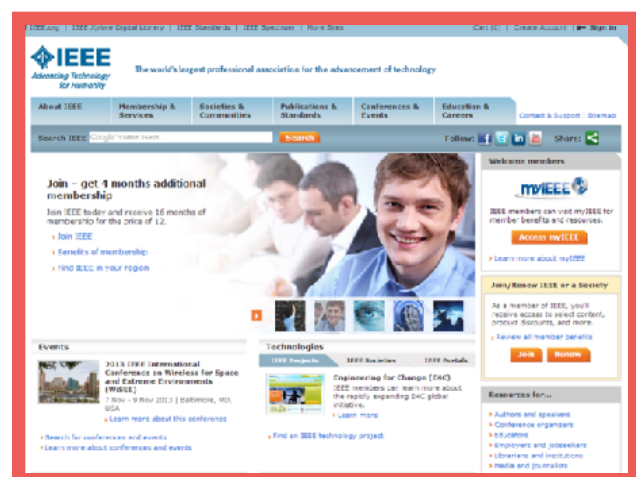 IEEE.org | IEEE Xplore Digital Library | IEEE Standards | IEEE Spectrum | More Sites
Cart (0) | Create Account | Sign In
IEEE
Advancing Technology
for Humanity
The world's largest professional association for the advancement of technology
About IEEE
Membership &
Services
Societies &
Communities
Publications &
Standards
Conferences &
Events
Education &
Careers
Contact & Support | Sitemap
Search IEEE
Google
Search
Follow:
Share:
Join – get 4 months additional
membership
Join IEEE today and receive 16 months of
membership for the price of 12.
Join IEEE
Benefits of membership
Find IEEE in your region
Welcome members
myIEEE
IEEE members can visit myIEEE for
member benefits and resources.
Access myIEEE
Learn more about myIEEE
Join/Renew IEEE or a Society
As a member of IEEE, you'll
receive access to select content,
product discounts, and more.
Review all member benefits
Join
Renew
Events
2013 IEEE International
Conference on Wireless for Space
and Extreme Environments
(WiSEE)
7 Nov - 9 Nov 2013 | Baltimore, MD,
USA
Learn more about this conference
Search for conferences and events
Learn more about conferences and events
Technologies
IEEE Projects
IEEE Societies
IEEE Portals
Engineering for Change (E4C)
IEEE members can learn more about
the rapidly expanding E4C global
initiative.
Learn more
Find an IEEE technology project
Resources for...
Authors and speakers
Conference organizers
Educators
Employers and jobseekers
Librarians and institutions
Media and journalists